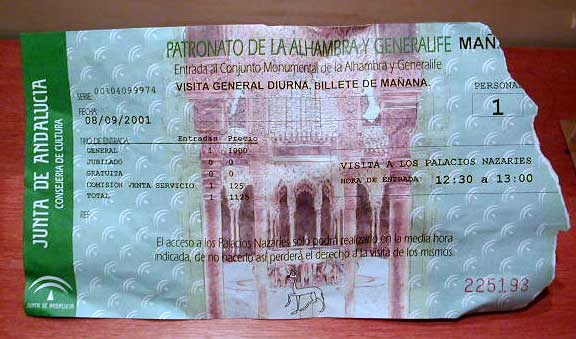 JUNTA DE ANDALUCIA
CONSEJERIA DE CULTURA
JUNTA DE ANDALUCIA
PATRONATO DE LA ALHAMBRA Y GENERALIFE MAÑA
Entrada al Conjunto Monumental de la Alhambra y Generalife
VISITA GENERAL DIURNA, BILLETE DE MAÑANA.
SERIE: 00104099974
PERSONA
1
FECHA:
08/09/2001
TIPO DE ENTRADA Entradas Precio
GENERAL 1 1000
JUBILADO 0 0
GRATUITA 0 0
COMISION VENTA SERVICIO 1 125
TOTAL 1 1125
VISITA A LOS PALACIOS NAZARIES
HORA DE ENTRADA: 12:30 a 13:00
REF
El acceso a los Palacios Nazaries solo podrá realizarlo en la media hora
indicada, de no hacerlo así perderá el derecho a la visita de los mismos.
225193